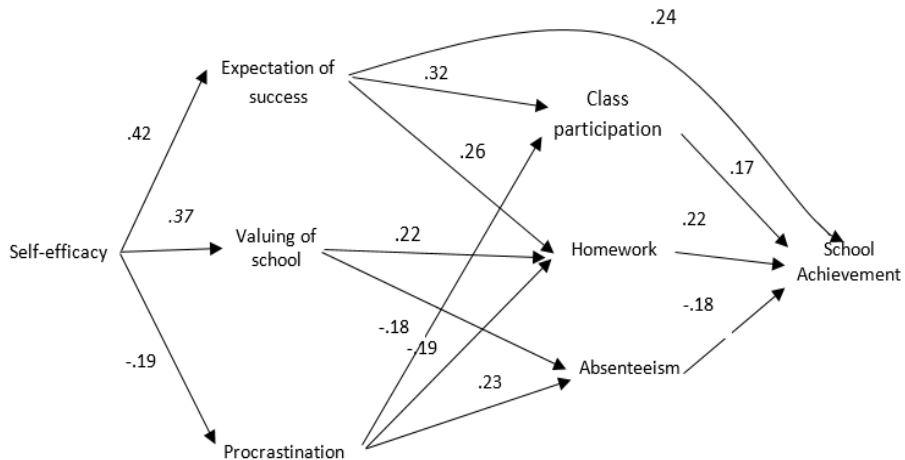 .24
Expectation of
success
.32
Class
participation
.42
.26
.17
.37
Self-efficacy
Valuing of
school
.22
Homework
.22
School
Achievement
-.18
-.19
-.18
-.19
.23
Absenteeism
Procrastination